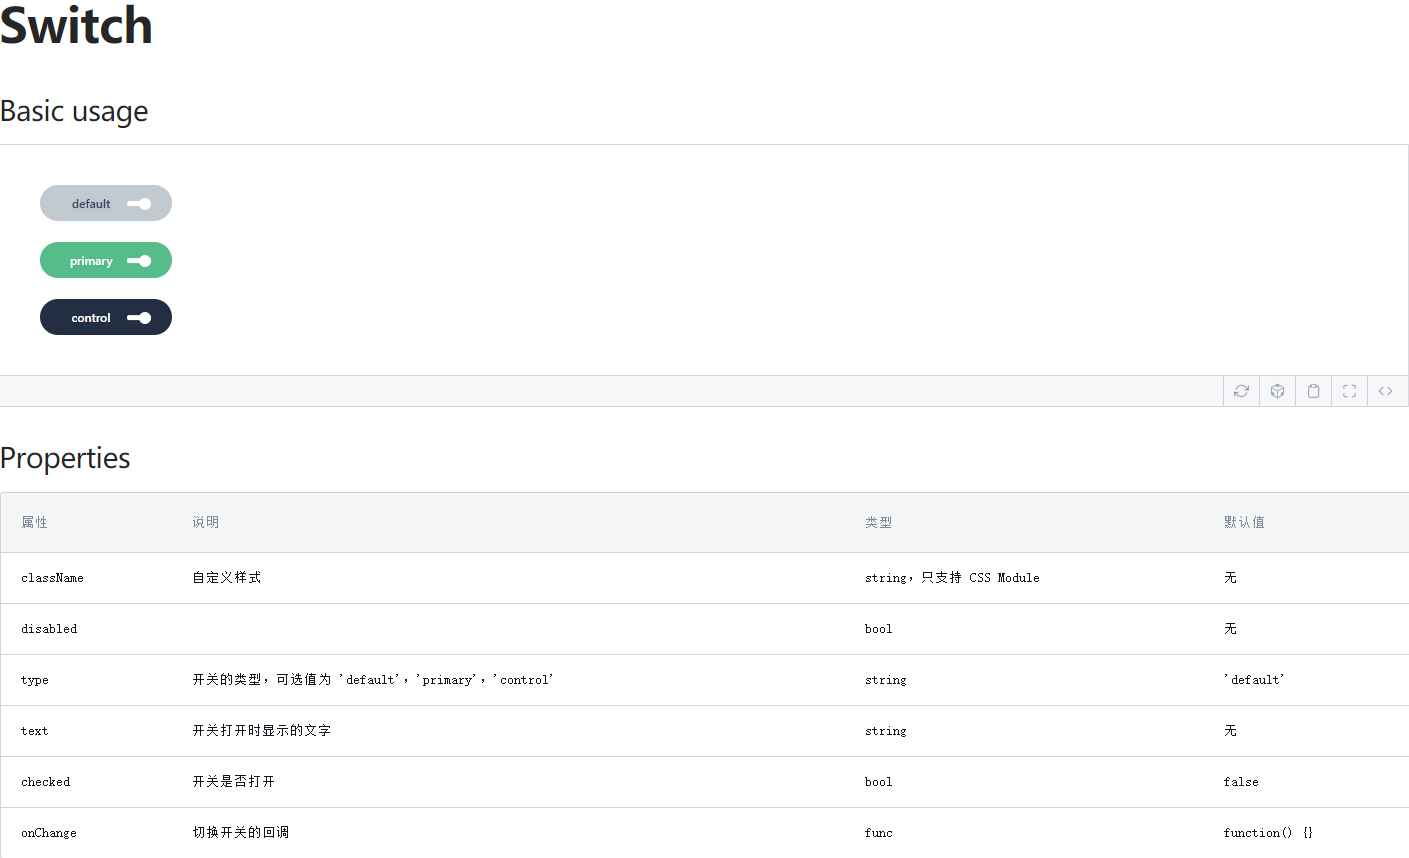 Switch
Basic usage
default
primary
control
Properties
属性 说明 类型 默认值
className 自定义样式 string，只支持 CSS Module 无
disabled bool 无
type 开关的类型，可选值为 'default'，'primary'，'control' string 'default'
text 开关打开时显示的文字 string 无
checked 开关是否打开 bool false
onChange 切换开关的回调 func function() {}